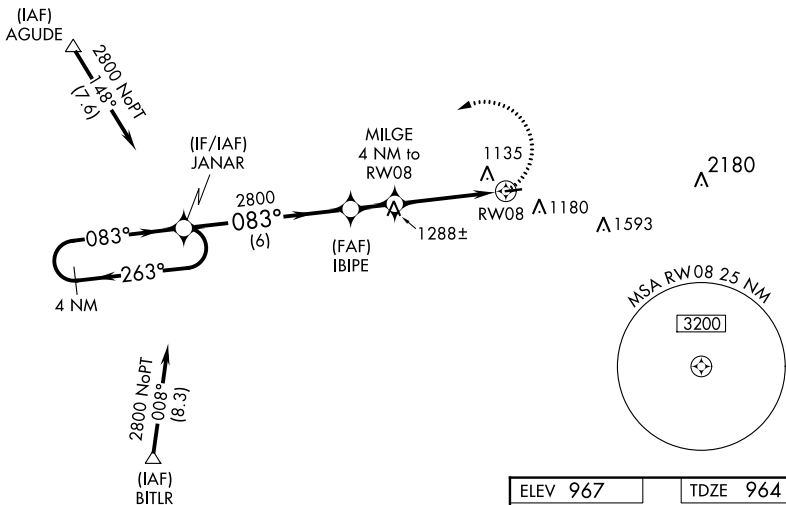 (IAF)
AGUDE
2800 NoPT
148°
(7.6)
(IF/IAF)
JANAR
MILGE
4 NM to
RW08
1135
2180
2800
083°
(6)
RW08
1180
1593
083°
1288±
(FAF)
IBIPE
263°
4 NM
MSA RW08 25 NM
3200
2800 NoPT
008°
(8.3)
(IAF)
BITLR
ELEV 967
TDZE 964